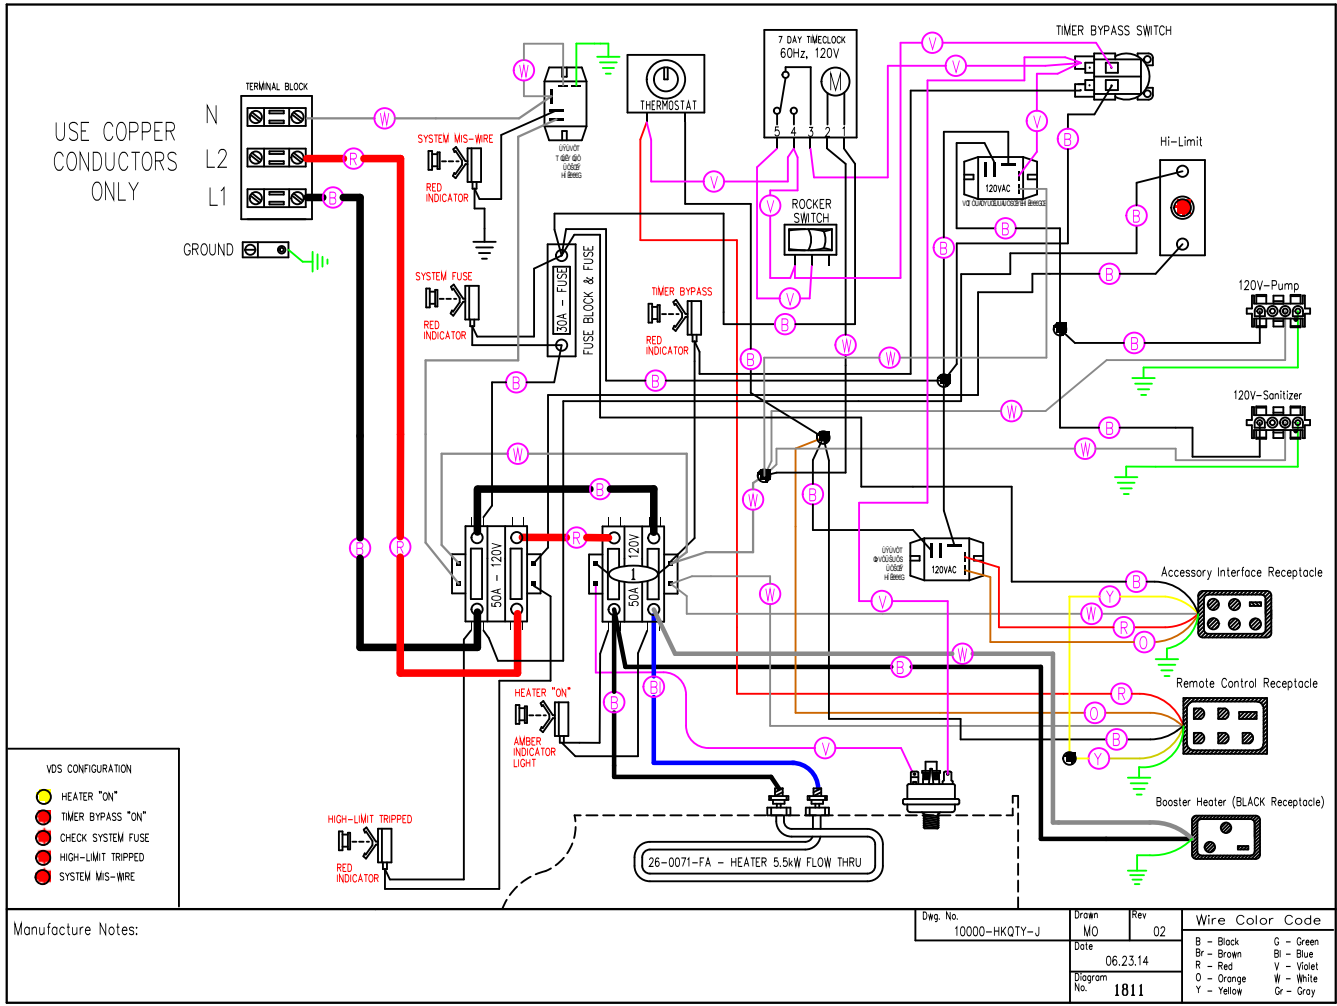 USE COPPER
CONDUCTORS
ONLY
TERMINAL BLOCK
N
L2
L1
GROUND
W
R
B
W
SYSTEM MIS-WIRE
RED
INDICATOR
SYSTEM FUSE
RED
INDICATOR
30A - FUSE
FUSE BLOCK & FUSE
THERMOSTAT
7 DAY TIMECLOCK
60Hz, 120V
M
5 4 3 2 1
ROCKER
SWITCH
TIMER BYPASS
RED
INDICATOR
TIMER BYPASS SWITCH
V
V
V
B
V
V
120VAC
B
B
Hi-Limit
B
B
120V-Pump
B
120V-Sanitizer
B
W
W
V
B
W
W
B
B
B
W
W
B
B
R
B
R
50A - 120V
50A - 120V
1
120VAC
V
W
B
Accessory Interface Receptacle
B
Y
W
R
O
W
B
Bl
B
HEATER "ON"
AMBER
INDICATOR
LIGHT
Remote Control Receptacle
R
O
B
Y
V
Booster Heater (BLACK Receptacle)
HIGH-LIMIT TRIPPED
RED
INDICATOR
26-0071-FA - HEATER 5.5kW FLOW THRU
VDS CONFIGURATION
HEATER "ON"
TIMER BYPASS "ON"
CHECK SYSTEM FUSE
HIGH-LIMIT TRIPPED
SYSTEM MIS-WIRE
Manufacture Notes:
Dwg. No.
10000-HKQTY-J
Drawn
MO
Rev
02
Date
06.23.14
Diagram
No.
1811
Wire Color Code
B - Black
Br - Brown
R - Red
O - Orange
Y - Yellow
G - Green
Bl - Blue
V - Violet
W - White
Gr - Gray